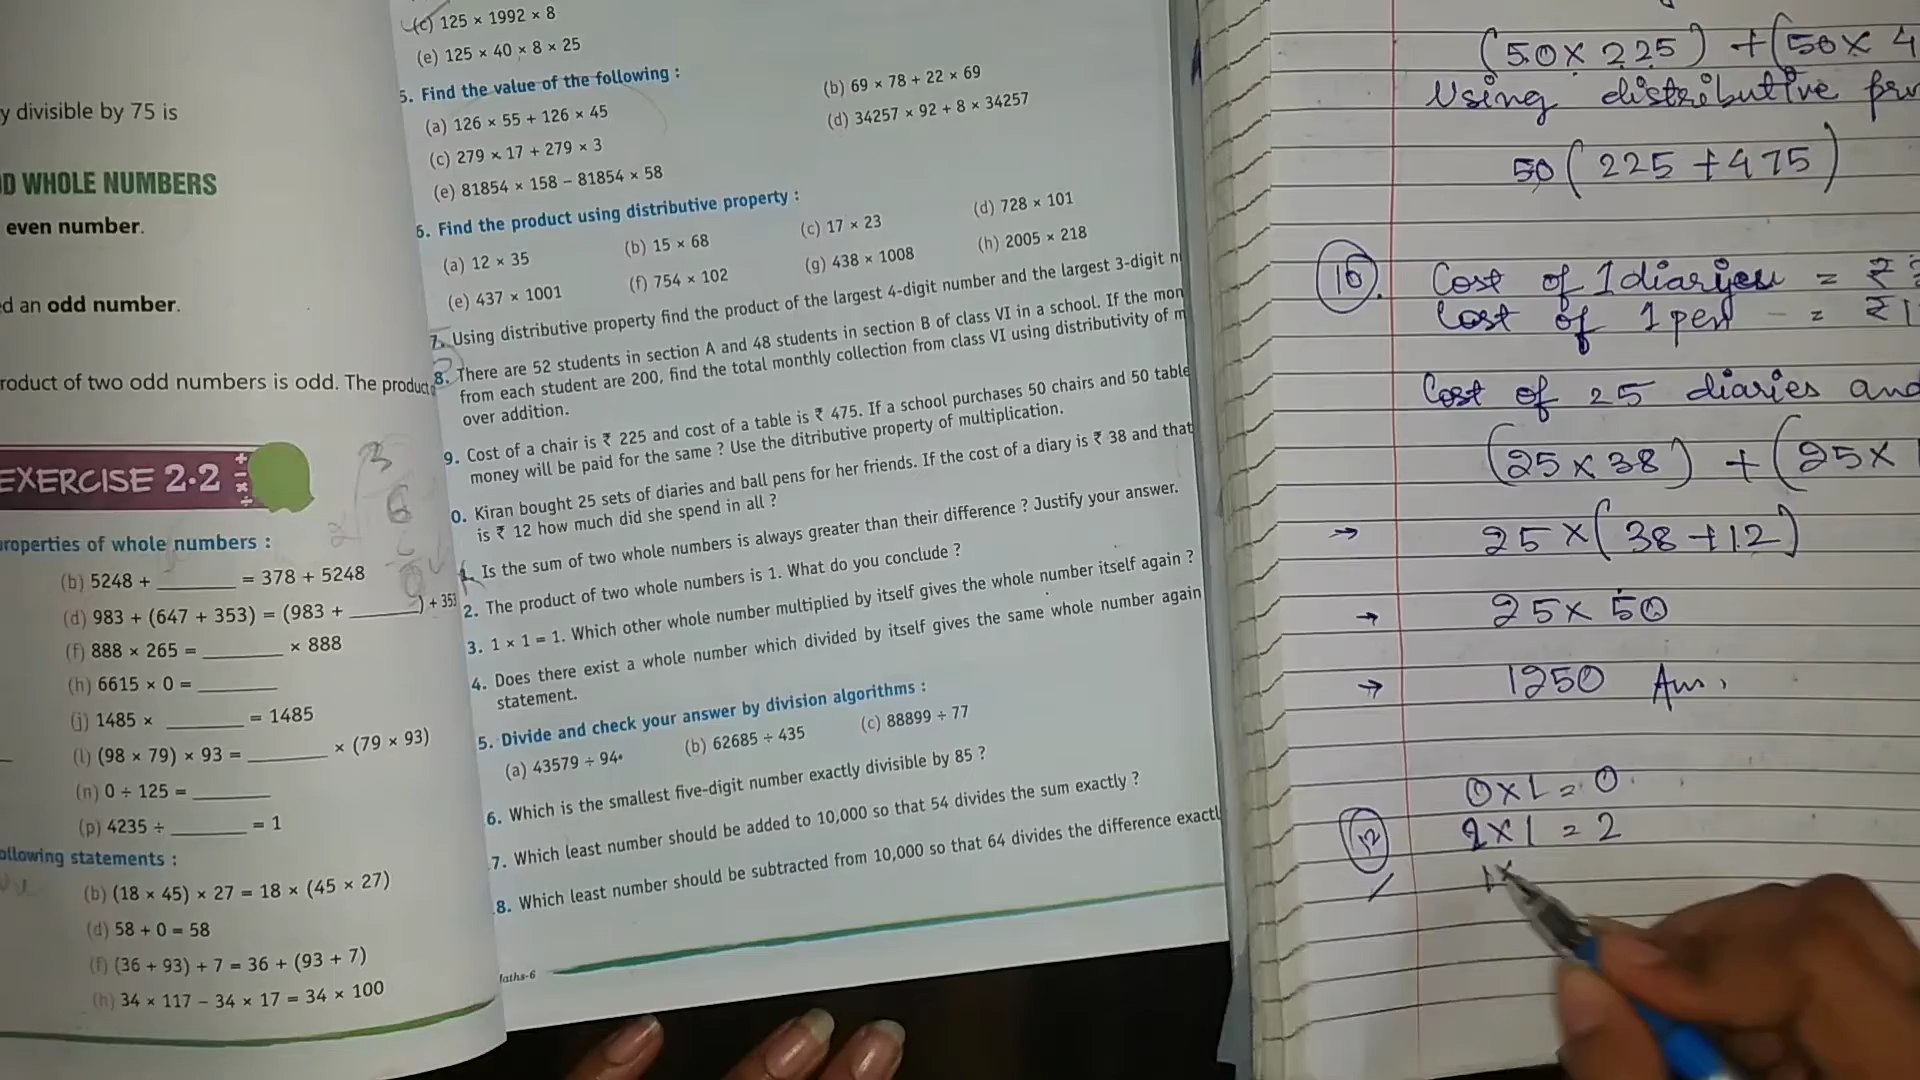 y divisible by 75 is
D WHOLE NUMBERS
even number.
d an odd number.
roduct of two odd numbers is odd. The product
EXERCISE 2·2
roperties of whole numbers :
(b) 5248 + ______ = 378 + 5248
(d) 983 + (647 + 353) = (983 + ______) + 353
(f) 888 × 265 = ______ × 888
(h) 6615 × 0 = ______
(j) 1485 × ______ = 1485
(l) (98 × 79) × 93 = ______ × (79 × 93)
(n) 0 ÷ 125 = ______
(p) 4235 ÷ ______ = 1
ollowing statements :
(b) (18 × 45) × 27 = 18 × (45 × 27)
(d) 58 + 0 = 58
(f) (36 + 93) + 7 = 36 + (93 + 7)
(h) 34 × 117 – 34 × 17 = 34 × 100
(c) 125 × 1992 × 8
(e) 125 × 40 × 8 × 25
5. Find the value of the following :
(a) 126 × 55 + 126 × 45 (b) 69 × 78 + 22 × 69
(c) 279 × 17 + 279 × 3 (d) 34257 × 92 + 8 × 34257
(e) 81854 × 158 – 81854 × 58
6. Find the product using distributive property :
(a) 12 × 35 (b) 15 × 68 (c) 17 × 23 (d) 728 × 101
(e) 437 × 1001 (f) 754 × 102 (g) 438 × 1008 (h) 2005 × 218
7. Using distributive property find the product of the largest 4-digit number and the largest 3-digit n
8. There are 52 students in section A and 48 students in section B of class VI in a school. If the mon
from each student are 200, find the total monthly collection from class VI using distributivity of m
over addition.
9. Cost of a chair is ₹ 225 and cost of a table is ₹ 475. If a school purchases 50 chairs and 50 table
money will be paid for the same ? Use the ditributive property of multiplication.
0. Kiran bought 25 sets of diaries and ball pens for her friends. If the cost of a diary is ₹ 38 and that
is ₹ 12 how much did she spend in all ?
1. Is the sum of two whole numbers is always greater than their difference ? Justify your answer.
2. The product of two whole numbers is 1. What do you conclude ?
3. 1 × 1 = 1. Which other whole number multiplied by itself gives the whole number itself again ?
4. Does there exist a whole number which divided by itself gives the same whole number again
statement.
5. Divide and check your answer by division algorithms :
(a) 43579 ÷ 94 (b) 62685 ÷ 435 (c) 88899 ÷ 77
6. Which is the smallest five-digit number exactly divisible by 85 ?
7. Which least number should be added to 10,000 so that 54 divides the sum exactly ?
8. Which least number should be subtracted from 10,000 so that 64 divides the difference exactl
aths-6
(50 × 225) + (50 × 4
Using distributive
50 (225 + 475)
10. Cost of 1 = ₹
Cost of 1 pen = ₹ 1
Cost of 25 diaries and
(25 × 38) + (25 × 1
→ 25 × (38 + 12)
→ 25 × 50
→ 1250 Ans.
0 × 1 = 0
12 2 × 1 = 2
1 ×